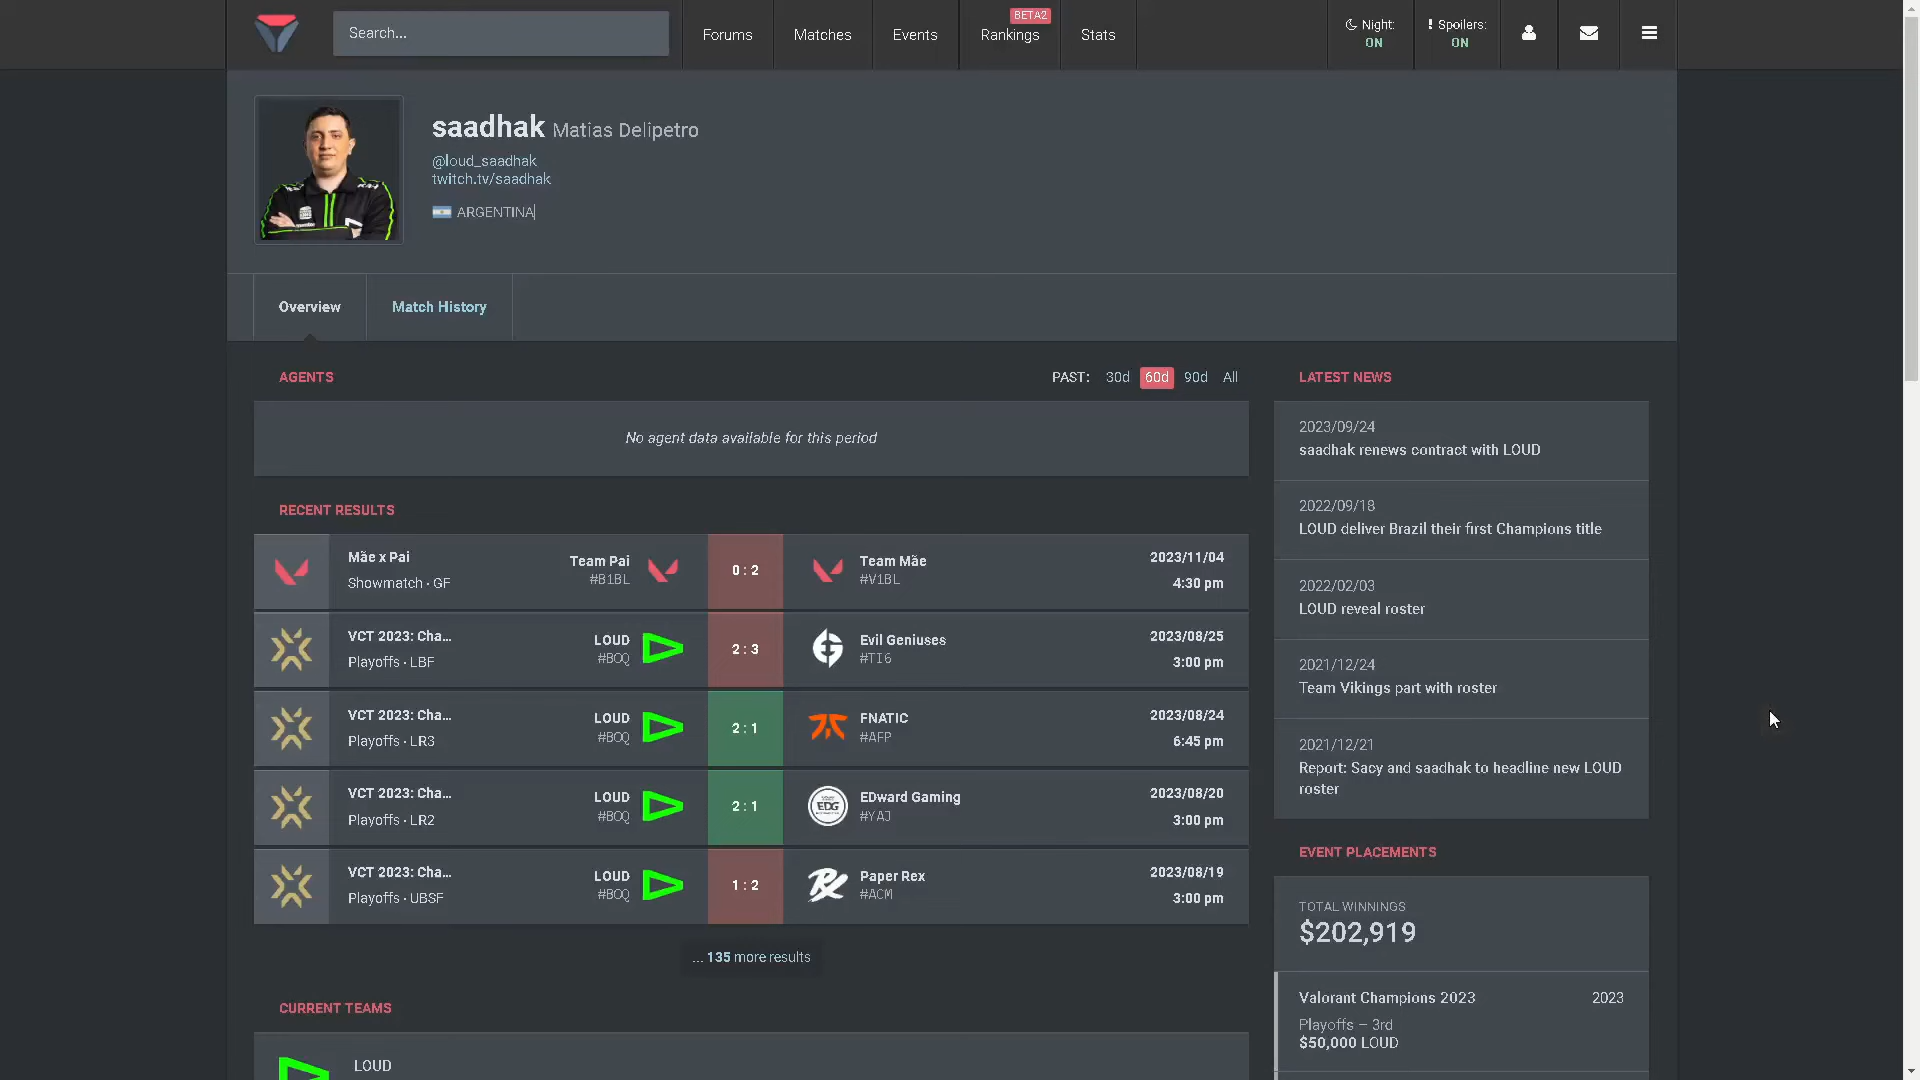 Search...
Forums
Matches
Events
BETA2
Rankings
Stats
Night:
ON
Spoilers:
ON
saadhak Matias Delipetro
@loud_saadhak
twitch.tv/saadhak
ARGENTINA
Overview
Match History
AGENTS
PAST: 30d 60d 90d All
No agent data available for this period
RECENT RESULTS
Mãe x Pai
Showmatch · GF
Team Pai
#B1BL
0 : 2
Team Mãe
#V1BL
2023/11/04
4:30 pm
VCT 2023: Cha...
Playoffs · LBF
LOUD
#BOQ
2 : 3
Evil Geniuses
#TI6
2023/08/25
3:00 pm
VCT 2023: Cha...
Playoffs · LR3
LOUD
#BOQ
2 : 1
FNATIC
#AFP
2023/08/24
6:45 pm
VCT 2023: Cha...
Playoffs · LR2
LOUD
#BOQ
2 : 1
EDG
EDward Gaming
#YAJ
2023/08/20
3:00 pm
VCT 2023: Cha...
Playoffs · UBSF
LOUD
#BOQ
1 : 2
Paper Rex
#ACM
2023/08/19
3:00 pm
... 135 more results
CURRENT TEAMS
LOUD
LATEST NEWS
2023/09/24
saadhak renews contract with LOUD
2022/09/18
LOUD deliver Brazil their first Champions title
2022/02/03
LOUD reveal roster
2021/12/24
Team Vikings part with roster
2021/12/21
Report: Sacy and saadhak to headline new LOUD
roster
EVENT PLACEMENTS
TOTAL WINNINGS
$202,919
Valorant Champions 2023
2023
Playoffs – 3rd
$50,000 LOUD